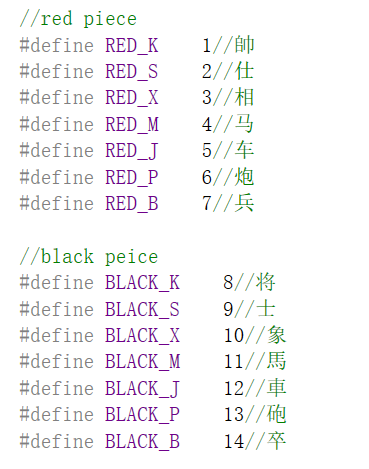 //red piece
#define RED_K    1//帥
#define RED_S    2//仕
#define RED_X    3//相
#define RED_M    4//马
#define RED_J    5//车
#define RED_P    6//炮
#define RED_B    7//兵
//black peice
#define BLACK_K    8//将
#define BLACK_S    9//士
#define BLACK_X    10//象
#define BLACK_M    11//馬
#define BLACK_J    12//車
#define BLACK_P    13//砲
#define BLACK_B    14//卒